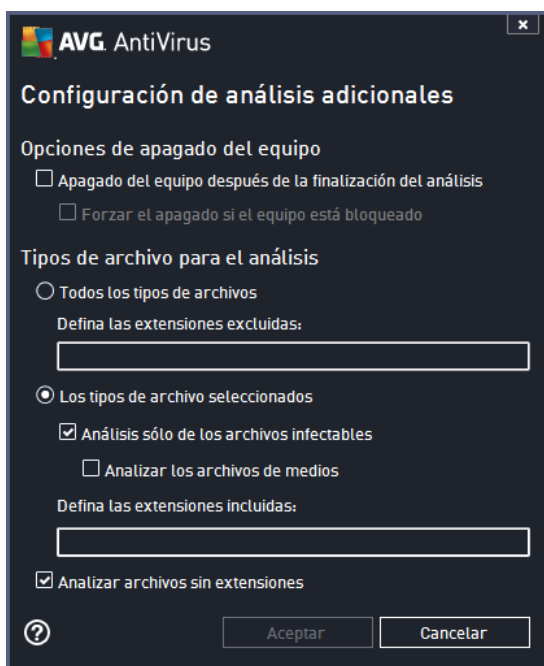 x
AVG. AntiVirus
Configuración de análisis adicionales
Opciones de apagado del equipo
Apagado del equipo después de la finalización del análisis
Forzar el apagado si el equipo está bloqueado
Tipos de archivo para el análisis
Todos los tipos de archivos
Defina las extensiones excluidas:
Los tipos de archivo seleccionados
Análisis sólo de los archivos infectables
Analizar los archivos de medios
Defina las extensiones incluidas:
Analizar archivos sin extensiones
?
Aceptar
Cancelar